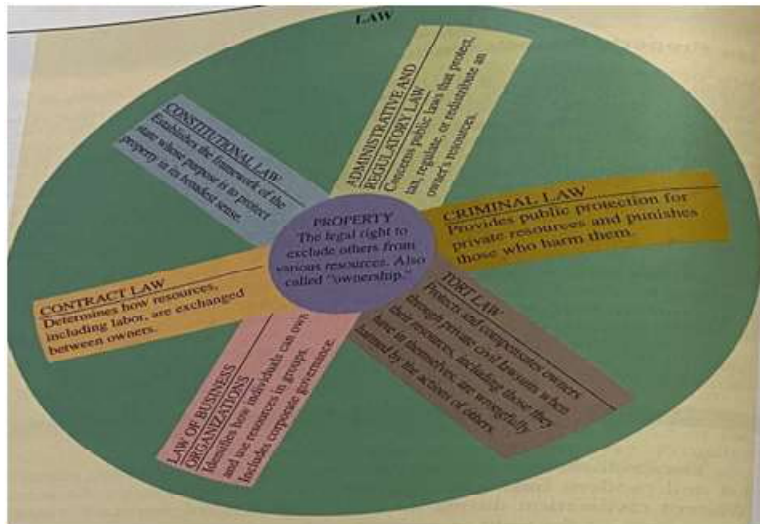 LAW
CONSTITUTIONAL LAW
Establishes the framework of the
state whose purpose is to protect
property in its broadest sense.
ADMINISTRATIVE AND
REGULATORY LAW
Concerns public laws that protect,
tax, regulate, or redistribute an
owner's resources.
CRIMINAL LAW
Provides public protection for
private resources and punishes
those who harm them.
PROPERTY
The legal right to
exclude others from
various resources. Also
called "ownership."
CONTRACT LAW
Determines how resources,
including labor, are exchanged
between owners.
LAW OF BUSINESS
ORGANIZATIONS
Identifies how individuals can own
and use resources in groups.
Includes corporate governance.
TORT LAW
Protects and compensates owners
through private civil lawsuits when
their resources, including those they
have in themselves, are wrongfully
harmed by the actions of others.